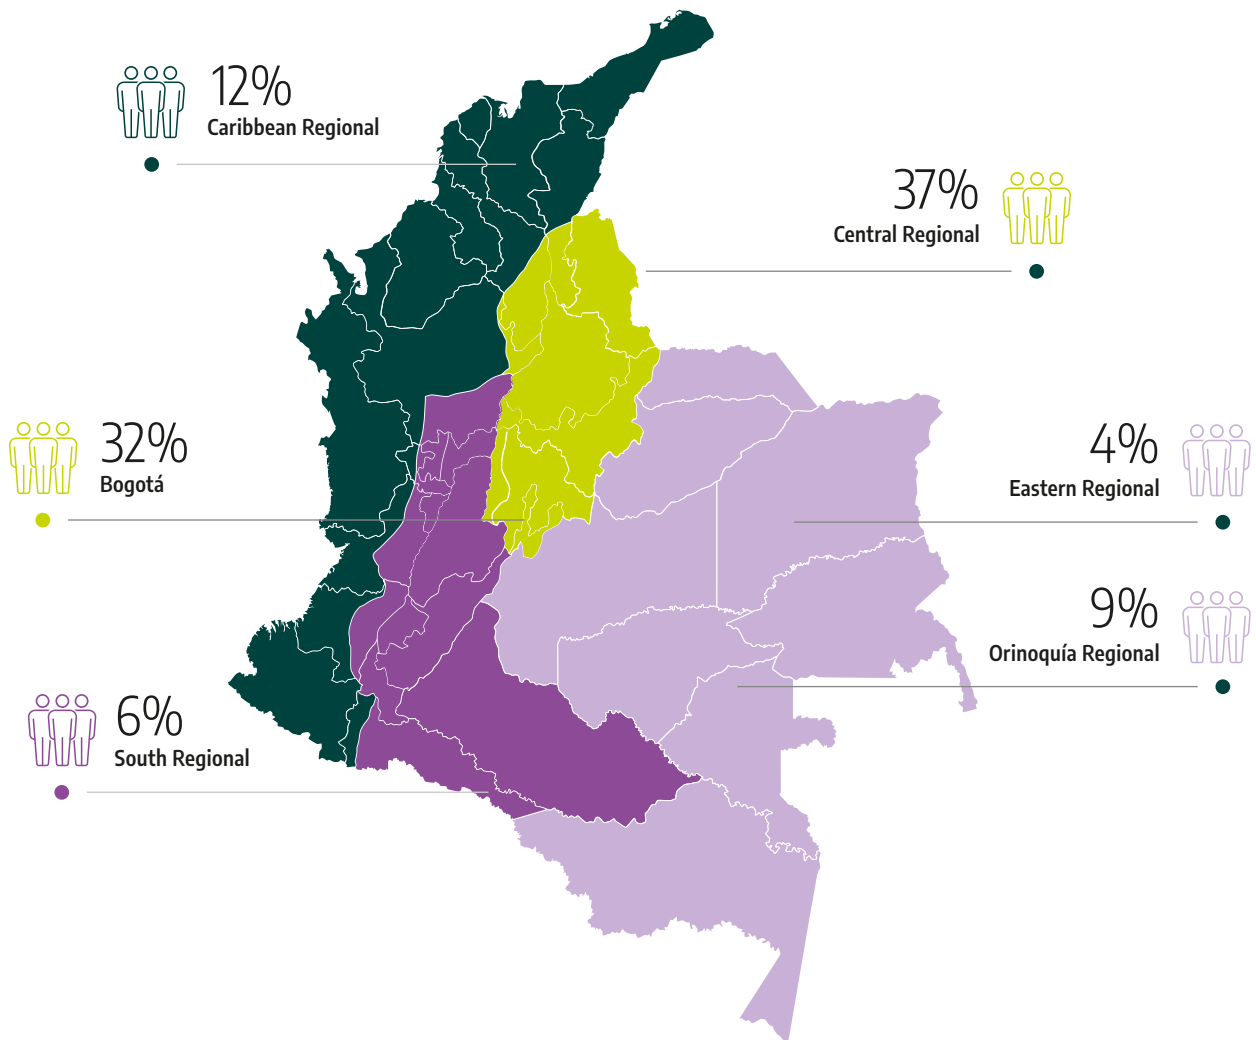 12%
Caribbean Regional
37%
Central Regional
32%
Bogotá
4%
Eastern Regional
9%
Orinoquía Regional
6%
South Regional